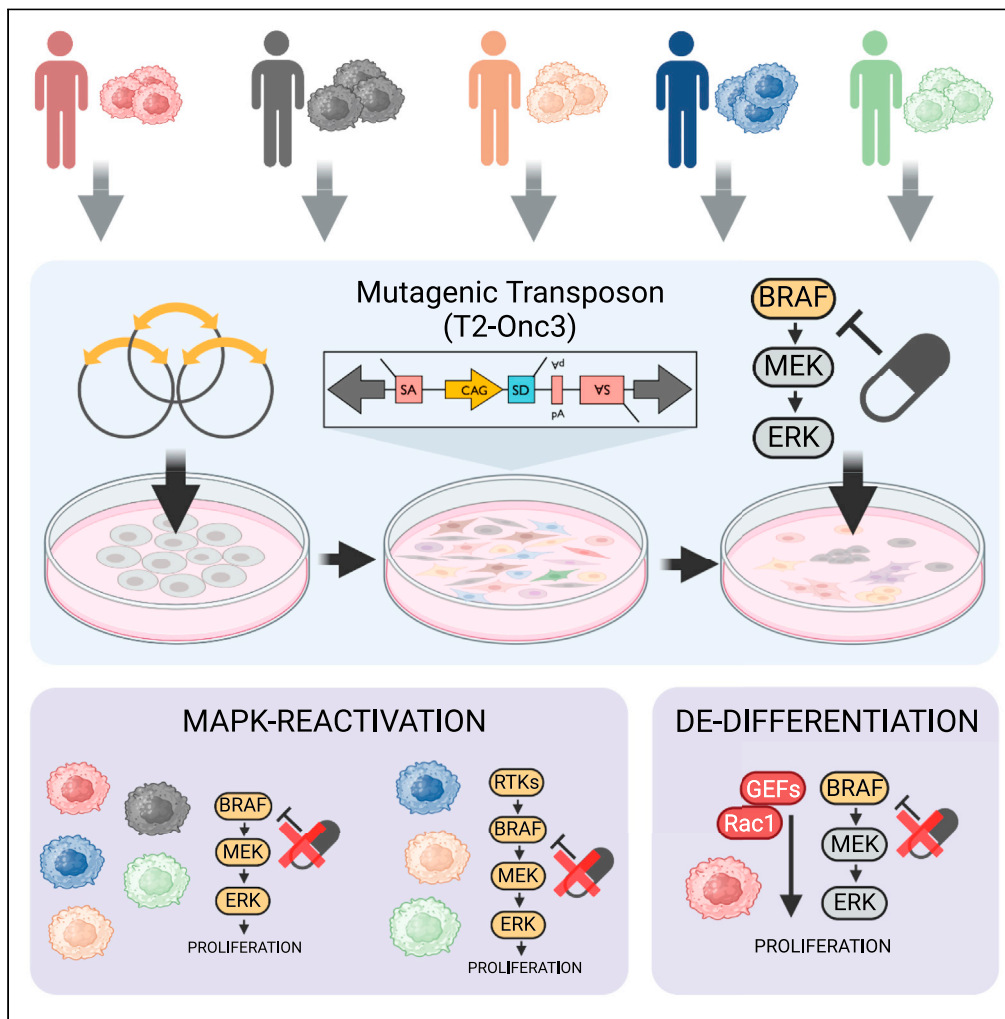 Mutagenic Transposon
(T2-Onc3)
SA
CAG
SD
pA
pA
SA
BRAF
MEK
ERK
MAPK-REACTIVATION
BRAF
MEK
ERK
PROLIFERATION
RTKs
BRAF
MEK
ERK
PROLIFERATION
DE-DIFFERENTIATION
GEFs
Rac1
BRAF
MEK
ERK
PROLIFERATION